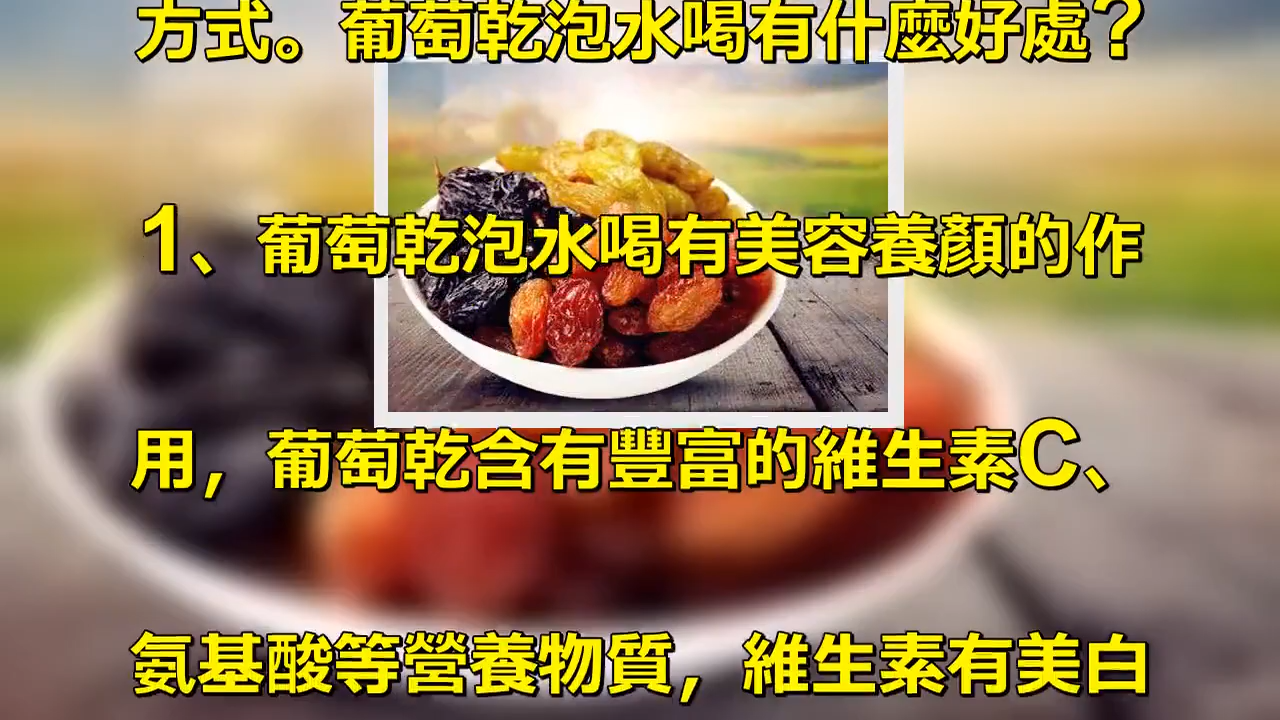 方式。葡萄乾泡水喝有什麼好處？
1、葡萄乾泡水喝有美容養顏的作
用，葡萄乾含有豐富的維生素C、
氨基酸等營養物質，維生素有美白